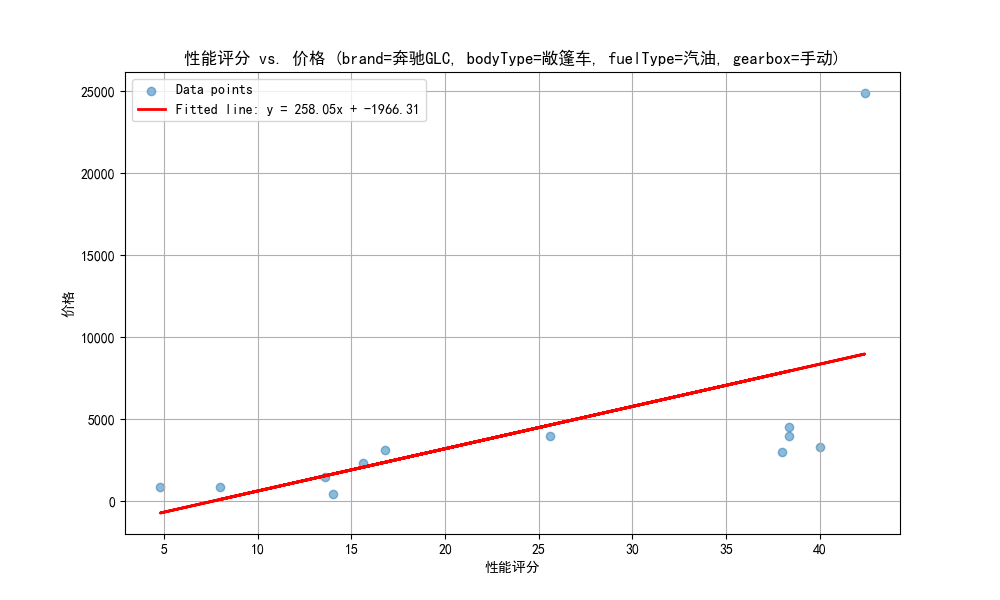 性能评分 vs. 价格 (brand=奔驰GLC, bodyType=敞篷车, fuelType=汽油, gearbox=手动)
Data points
Fitted line: y = 258.05x + -1966.31
25000
20000
15000
10000
5000
0
价格
5 10 15 20 25 30 35 40
性能评分